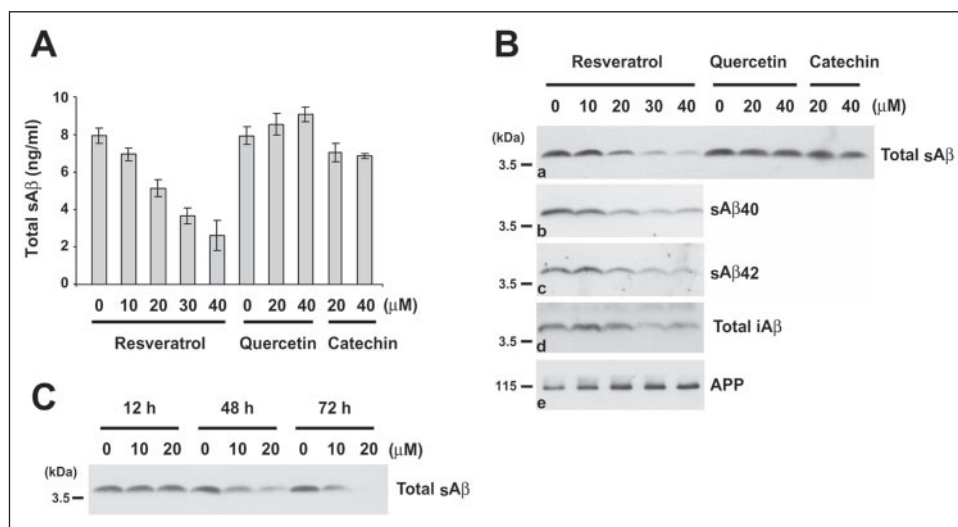 A
Total sAβ (ng/ml)
10
8
6
4
2
0
0 10 20 30 40 0 20 40 20 40 (μM)
Resveratrol Quercetin Catechin
B
Resveratrol Quercetin Catechin
0 10 20 30 40 0 20 40 20 40 (μM)
(kDa)
3.5
a
Total sAβ
3.5
b
sAβ40
3.5
c
sAβ42
3.5
d
Total iAβ
115
e
APP
C
12 h 48 h 72 h
0 10 20 0 10 20 0 10 20 (μM)
(kDa)
3.5
Total sAβ